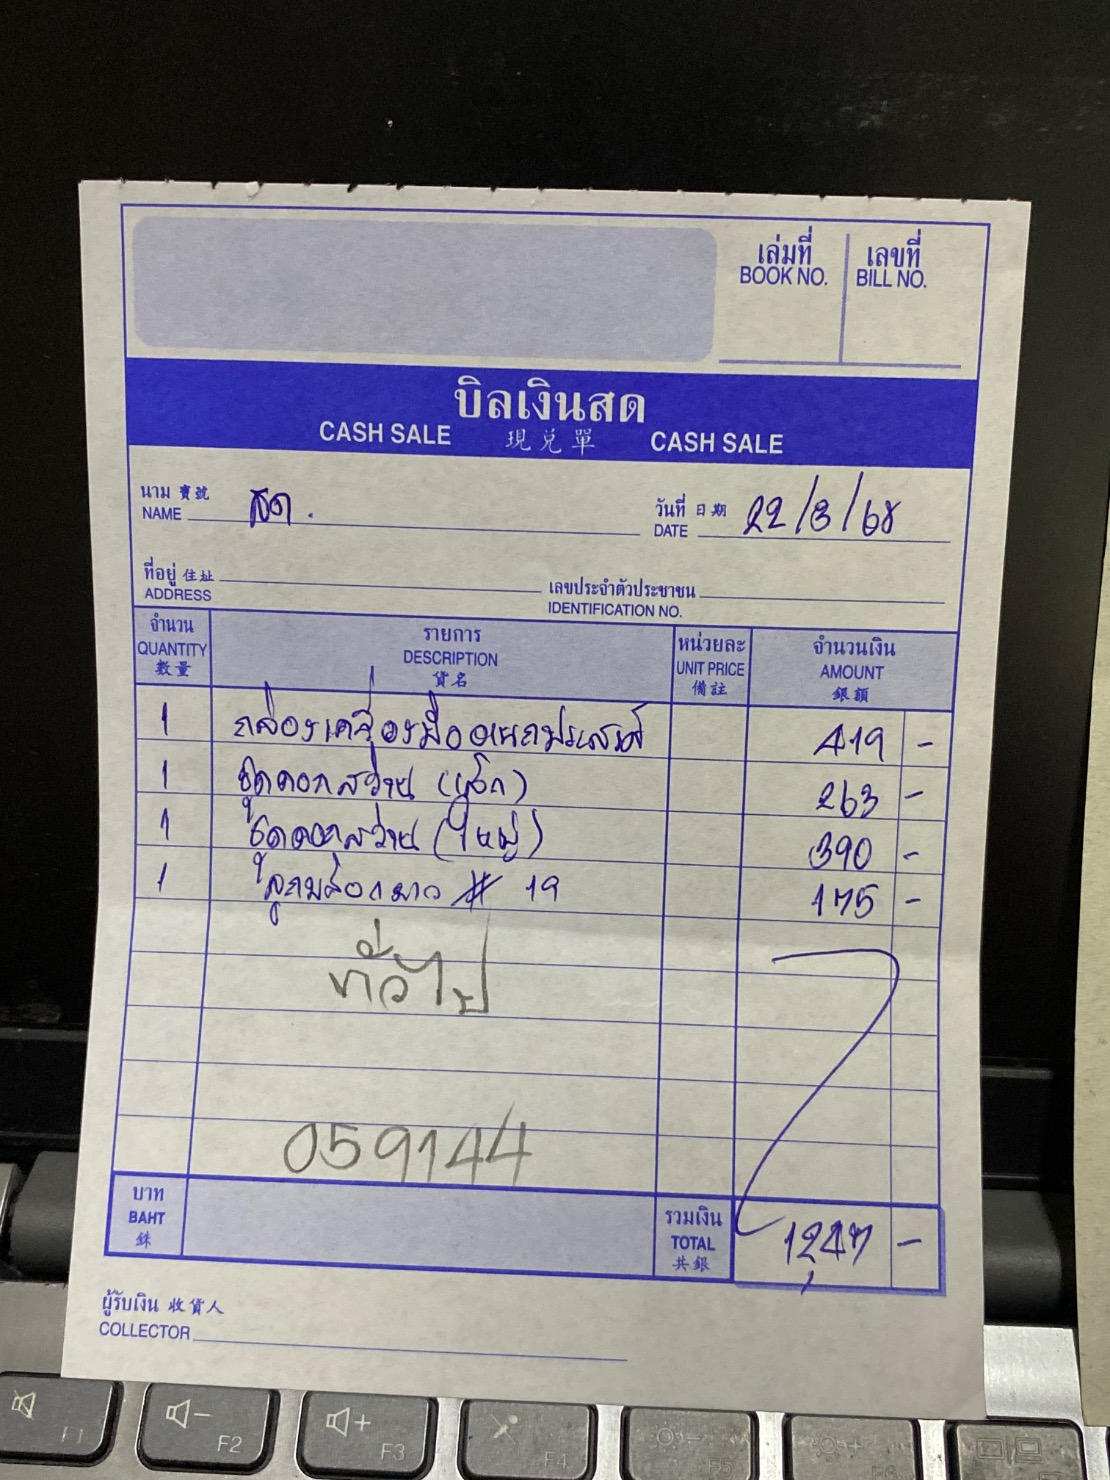 เล่มที่ เลขที่
BOOK NO. BILL NO.
บิลเงินสด
CASH SALE 現兌單 CASH SALE
นาม 寶號 สด. วันที่ 日期 22/8/68
NAME DATE
ที่อยู่ 住址 เลขประจำตัวประชาชน
ADDRESS IDENTIFICATION NO.
จำนวน รายการ หน่วยละ จำนวนเงิน
QUANTITY DESCRIPTION UNIT PRICE AMOUNT
數量 貨名 備註 銀額
1 กล่องเครื่องมืออเนกประสงค์ 419 -
1 ชุดดอกสว่าน (เล็ก) 263 -
1 ชุดดอกสว่าน (ใหญ่) 390 -
1 ลูกบล็อกยาว # 19 175 -
ทั่วไป
059144
บาท รวมเงิน
BAHT TOTAL 1247 -
銖 共銀
ผู้รับเงิน 收貨人
COLLECTOR